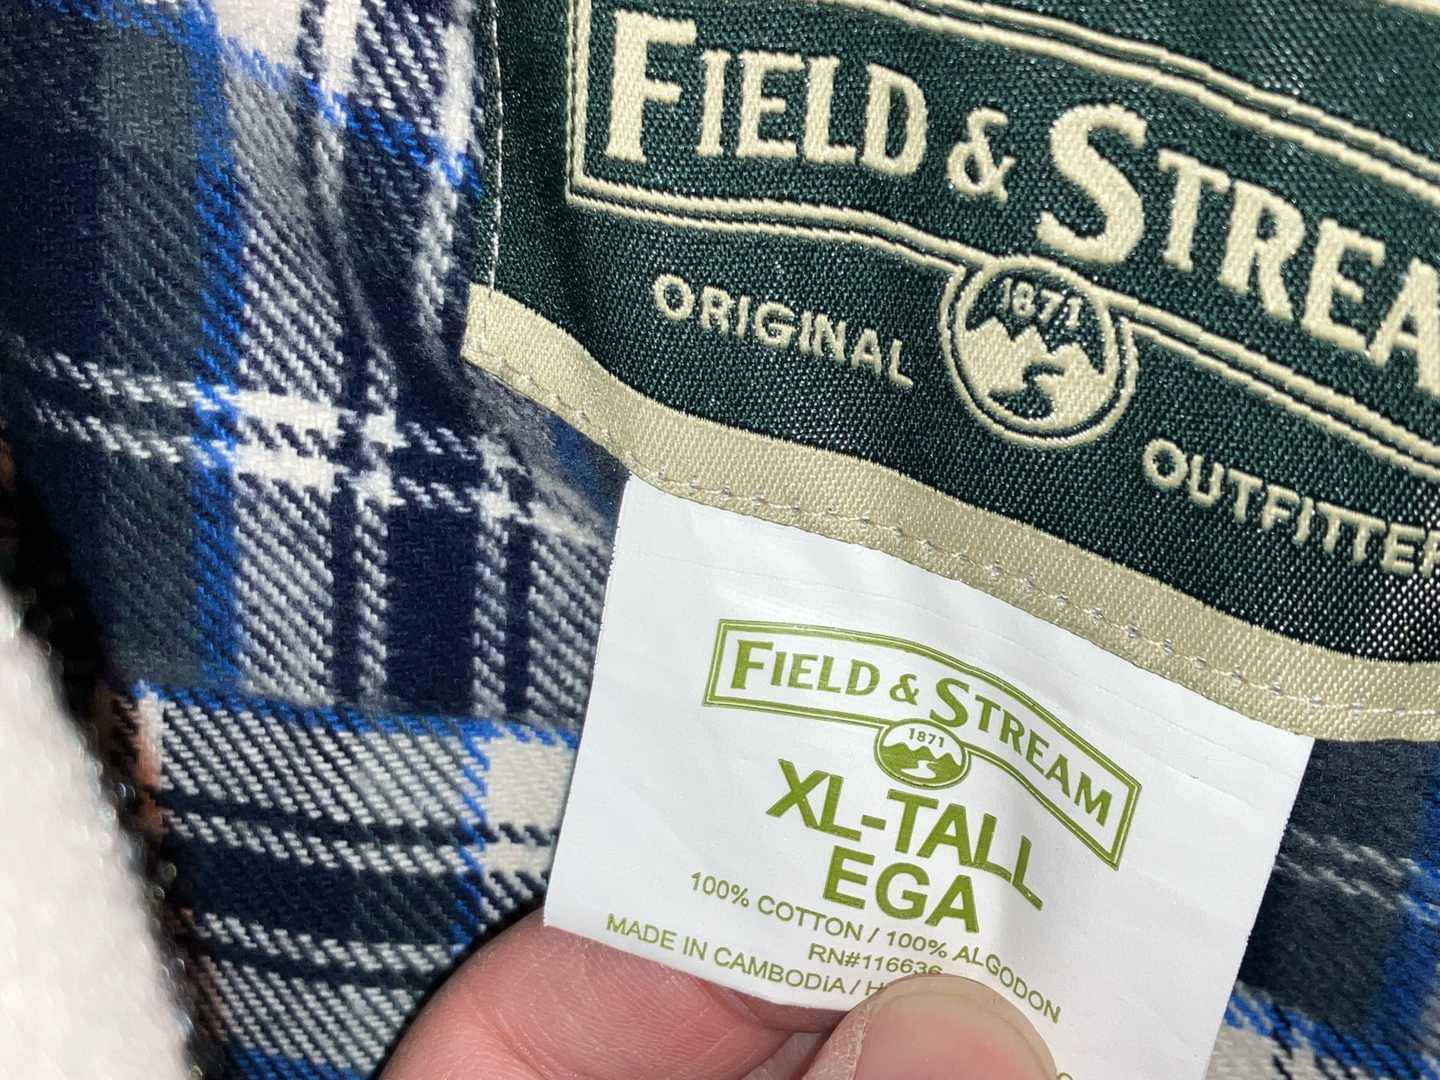 FIELD & STREA
1871
ORIGINAL
OUTFITTER
FIELD & STREAM
1871
XL-TALL
EGA
100% COTTON / 100% ALGODON
RN#116636
MADE IN CAMBODiA / H